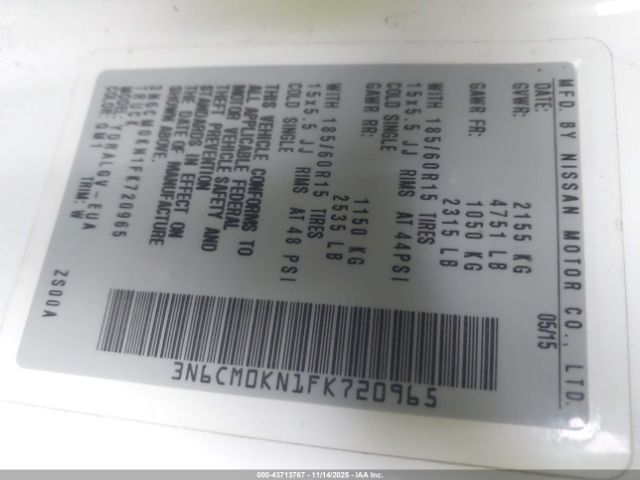 MFD. BY NISSAN MOTOR CO., LTD.
DATE: 05/15
GVWR: 2155 KG
4751 LB
GAWR FR: 1050 KG
2315 LB
WITH 185/60R15 TIRES
15x5.5 JJ RIMS
COLD SINGLE AT 44PSI
GAWR RR: 1150 KG
2535 LB
WITH 185/60R15 TIRES
15x5.5 JJ RIMS
COLD SINGLE AT 48 PSI
THIS VEHICLE CONFORMS TO
ALL APPLICABLE FEDERAL
MOTOR VEHICLE SAFETY AND
THEFT PREVENTION
STANDARDS IN EFFECT ON
THE DATE OF MANUFACTURE
SHOWN ABOVE.
3N6CM0KN1FK720965
TRUCK
MODEL: YDRALGV-EUA
COLOR: QM1 TRIM: W
ZS00A
3N6CM0KN1FK720965
000-43713767 - 11/14/2025 - IAA Inc.